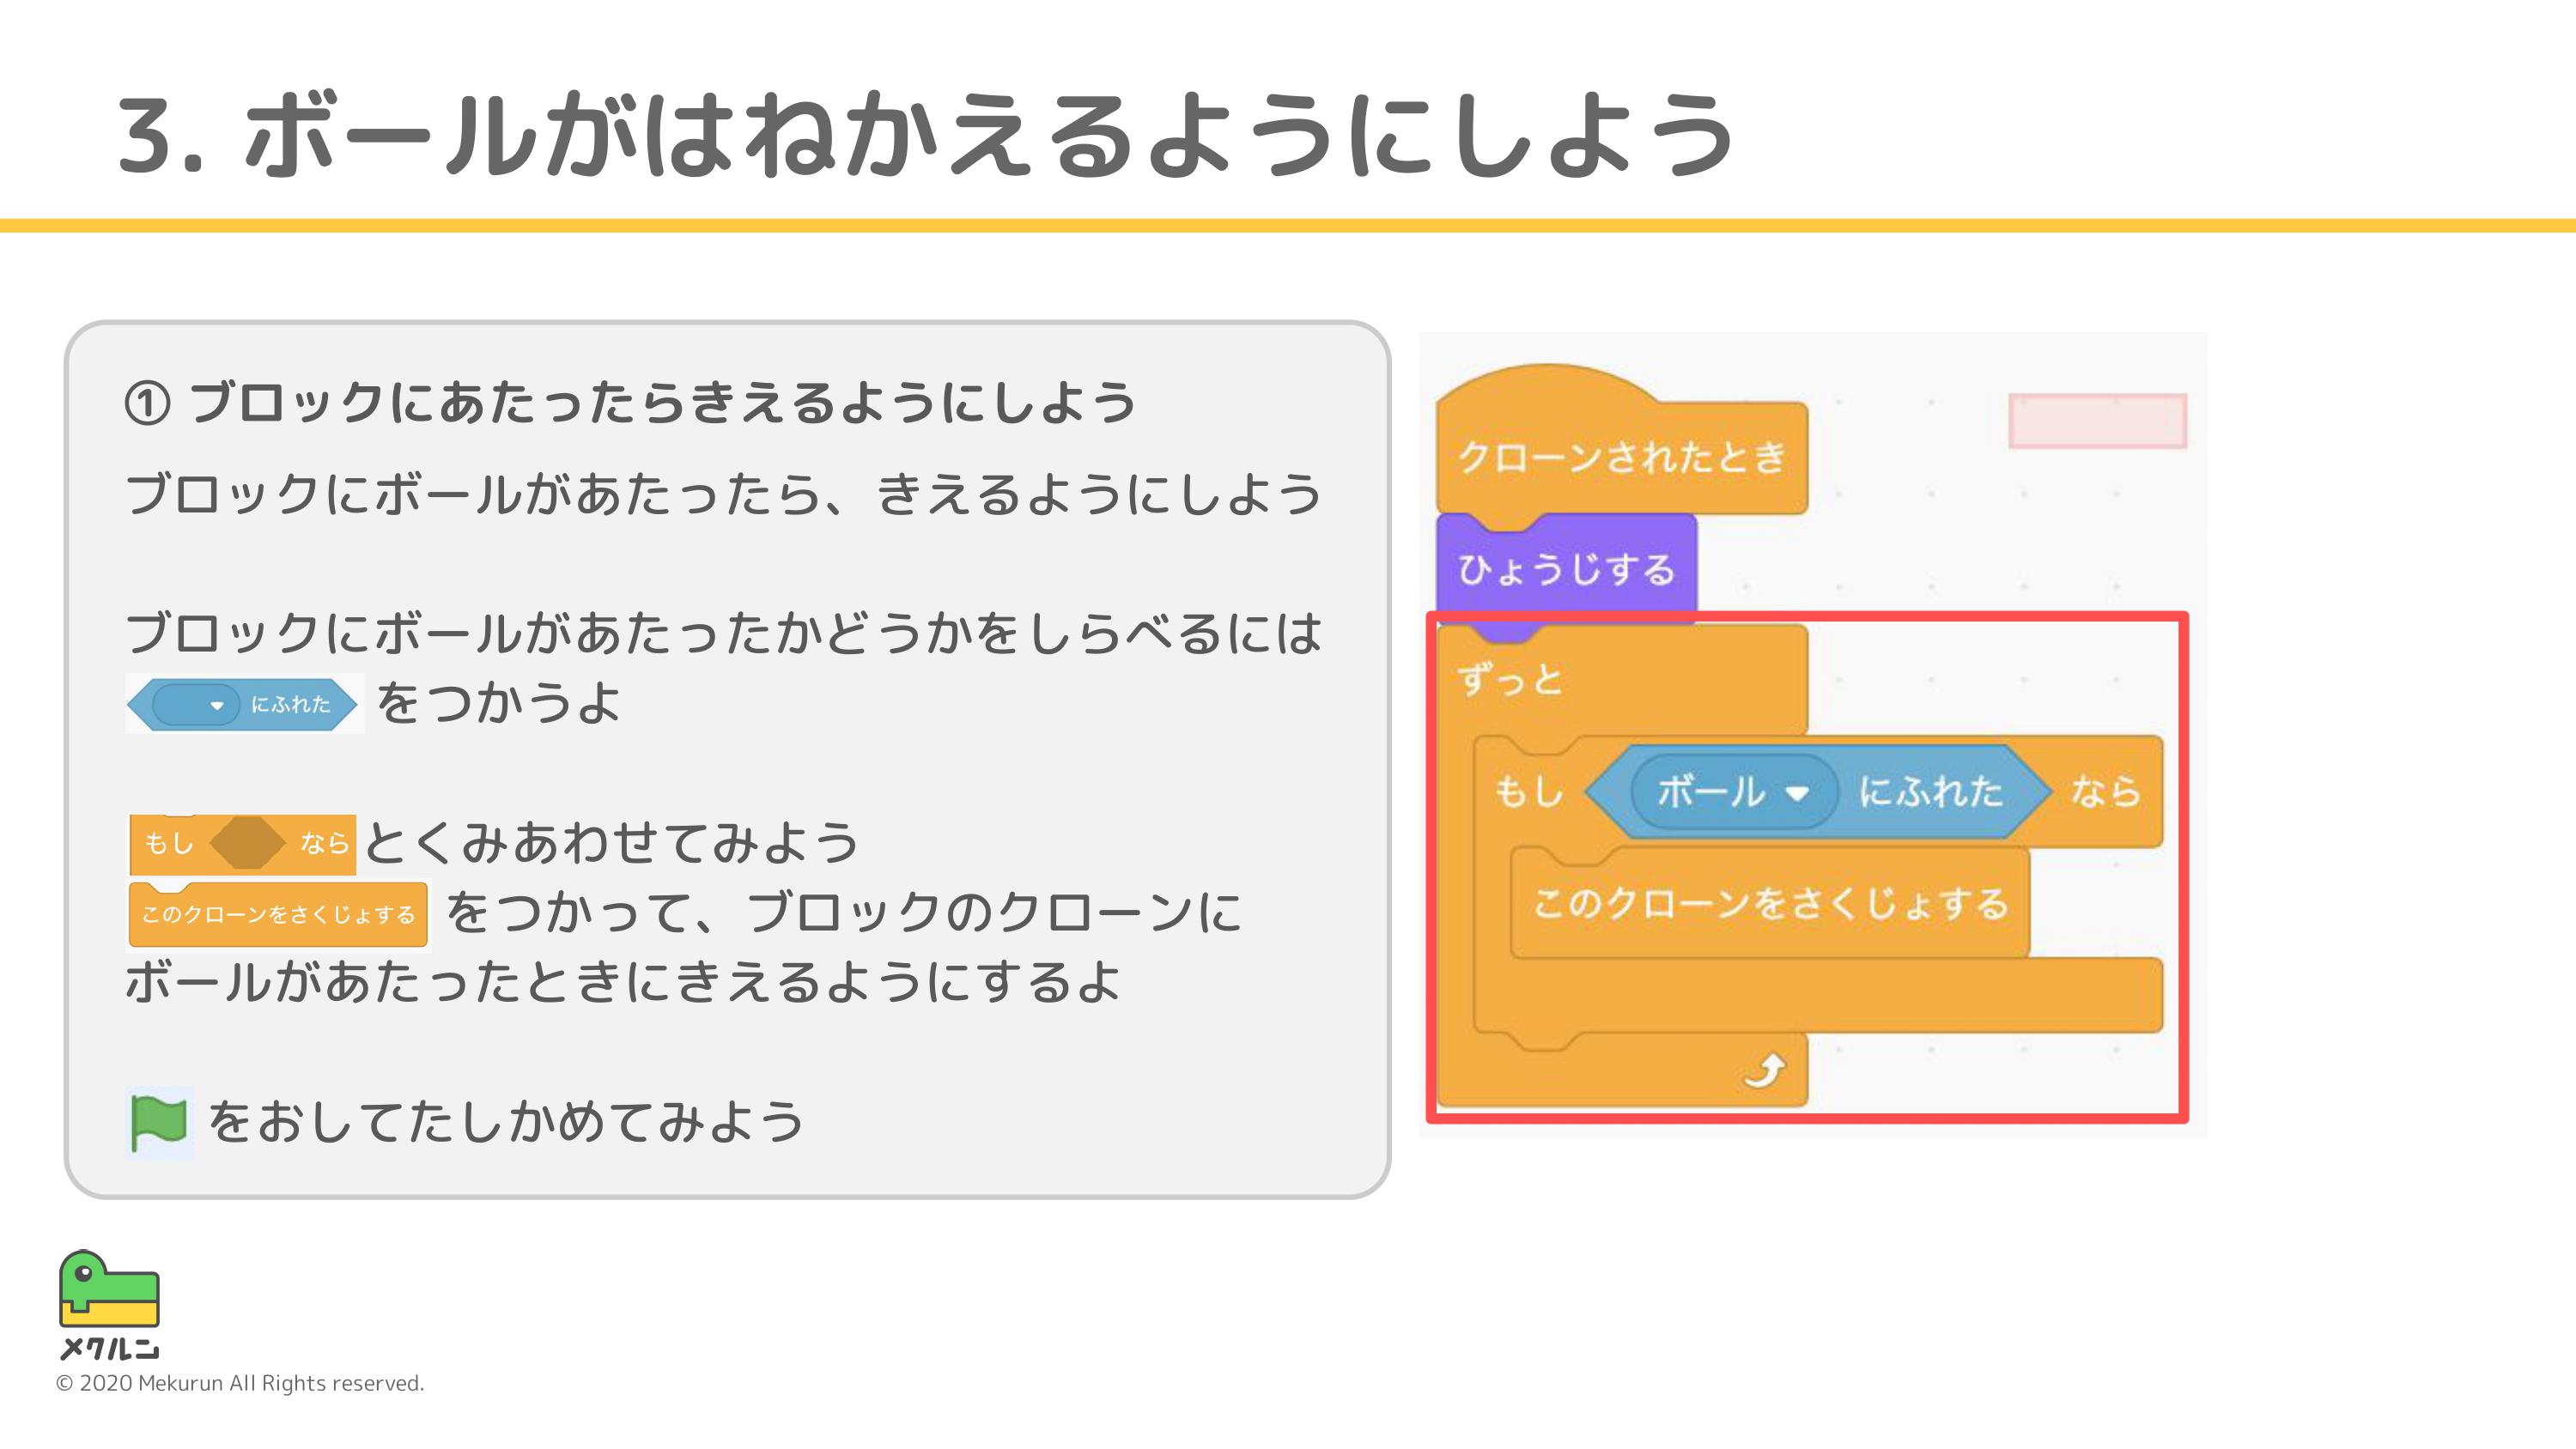 3. ボールがはねかえるようにしよう
① ブロックにあたったらきえるようにしよう
ブロックにボールがあたったら、きえるようにしよう
ブロックにボールがあたったかどうかをしらべるには
にふれた をつかうよ
もし なら とくみあわせてみよう
このクローンをさくじょする をつかって、ブロックのクローンに
ボールがあたったときにきえるようにするよ
をおしてたしかめてみよう
クローンされたとき
ひょうじする
ずっと
もし ボール にふれた なら
このクローンをさくじょする
メクルン
© 2020 Mekurun All Rights reserved.